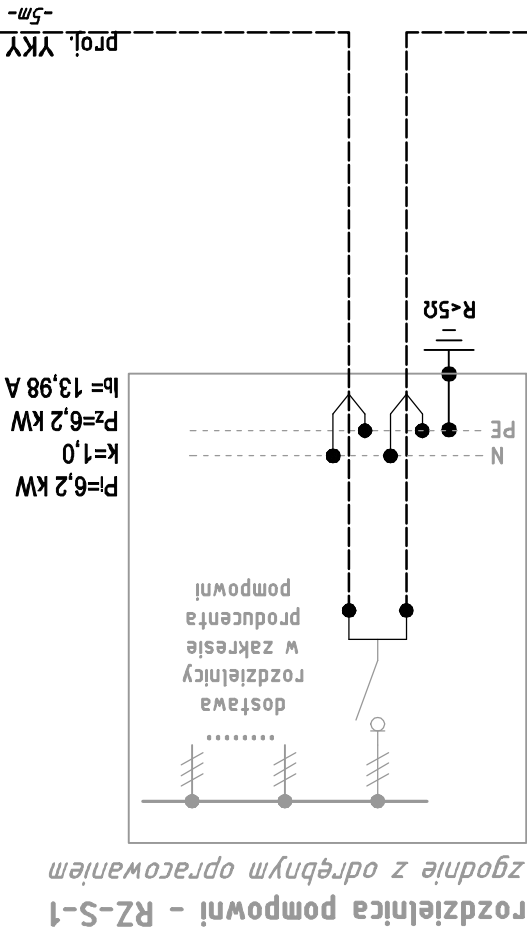 rozdzielnica pompowni - RZ-S-1
zgodnie z odrębnym opracowaniem
dostawa
rozdzielnicy
w zakresie
producenta
pompowni
N
PE
Pi=6,2 kW
k=1,0
Pz=6,2 kW
Ib= 13,98 A
R<5Ω
proj. YKY
-5m-